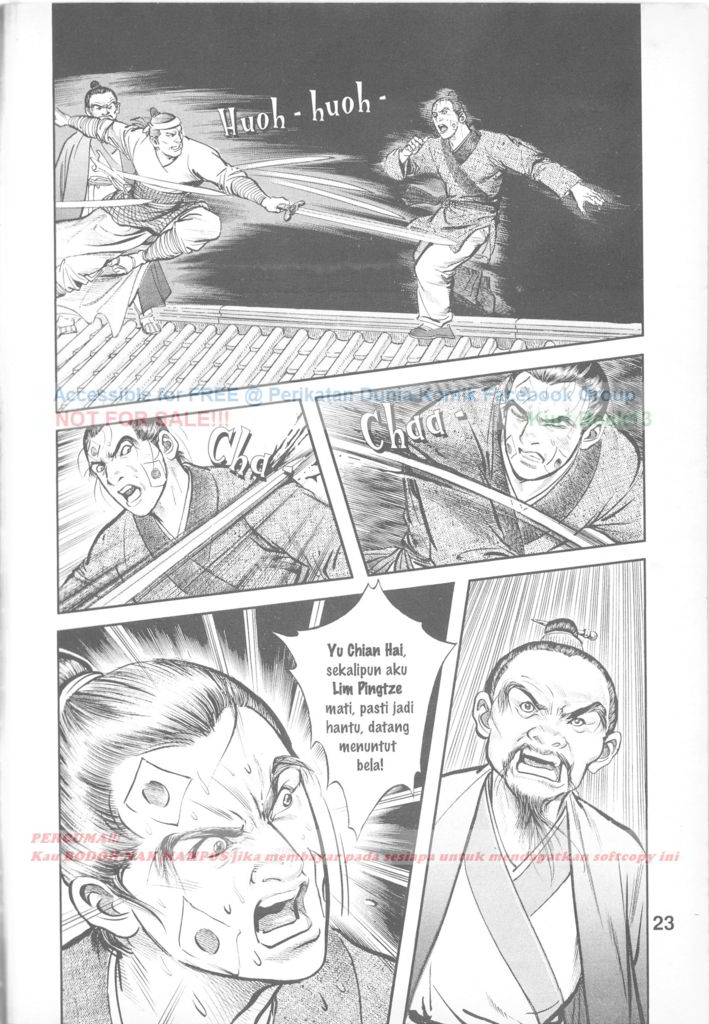 Huoh - huoh -
Accessible for FREE @ Perikatan Dunia Komik Facebook Group
NOT FOR SALE!!!
Cha
Chaa -
Yu Chian Hai,
sekalipun aku
Lim Pingtze
mati, pasti jadi
hantu, datang
menuntut
bela!
PERCUMA!!!
Kau BODOH NAK MAMPOS jika membayar pada sesiapa untuk mendapatkan softcopy ini
23